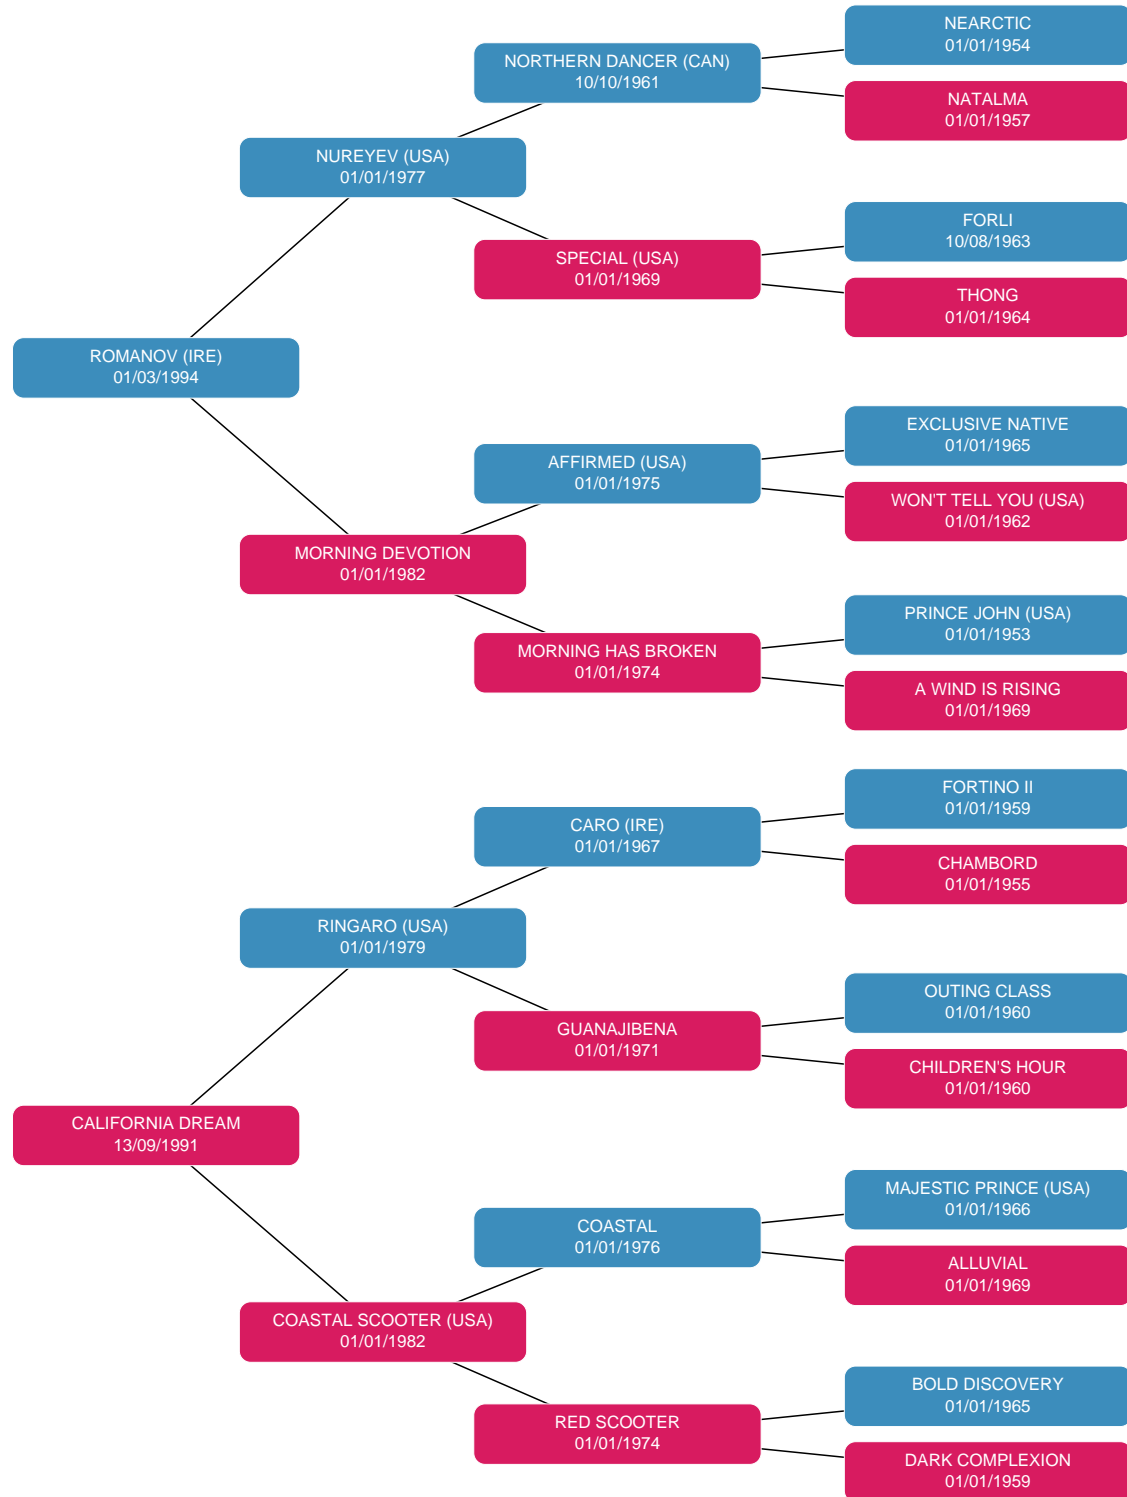 NEARCTIC
01/01/1954
NORTHERN DANCER (CAN)
10/10/1961
NATALMA
01/01/1957
NUREYEV (USA)
01/01/1977
FORLI
10/08/1963
SPECIAL (USA)
01/01/1969
THONG
01/01/1964
ROMANOV (IRE)
01/03/1994
EXCLUSIVE NATIVE
01/01/1965
AFFIRMED (USA)
01/01/1975
WON'T TELL YOU (USA)
01/01/1962
MORNING DEVOTION
01/01/1982
PRINCE JOHN (USA)
01/01/1953
MORNING HAS BROKEN
01/01/1974
A WIND IS RISING
01/01/1969
FORTINO II
01/01/1959
CARO (IRE)
01/01/1967
CHAMBORD
01/01/1955
RINGARO (USA)
01/01/1979
OUTING CLASS
01/01/1960
GUANAJIBENA
01/01/1971
CHILDREN'S HOUR
01/01/1960
CALIFORNIA DREAM
13/09/1991
MAJESTIC PRINCE (USA)
01/01/1966
COASTAL
01/01/1976
ALLUVIAL
01/01/1969
COASTAL SCOOTER (USA)
01/01/1982
BOLD DISCOVERY
01/01/1965
RED SCOOTER
01/01/1974
DARK COMPLEXION
01/01/1959